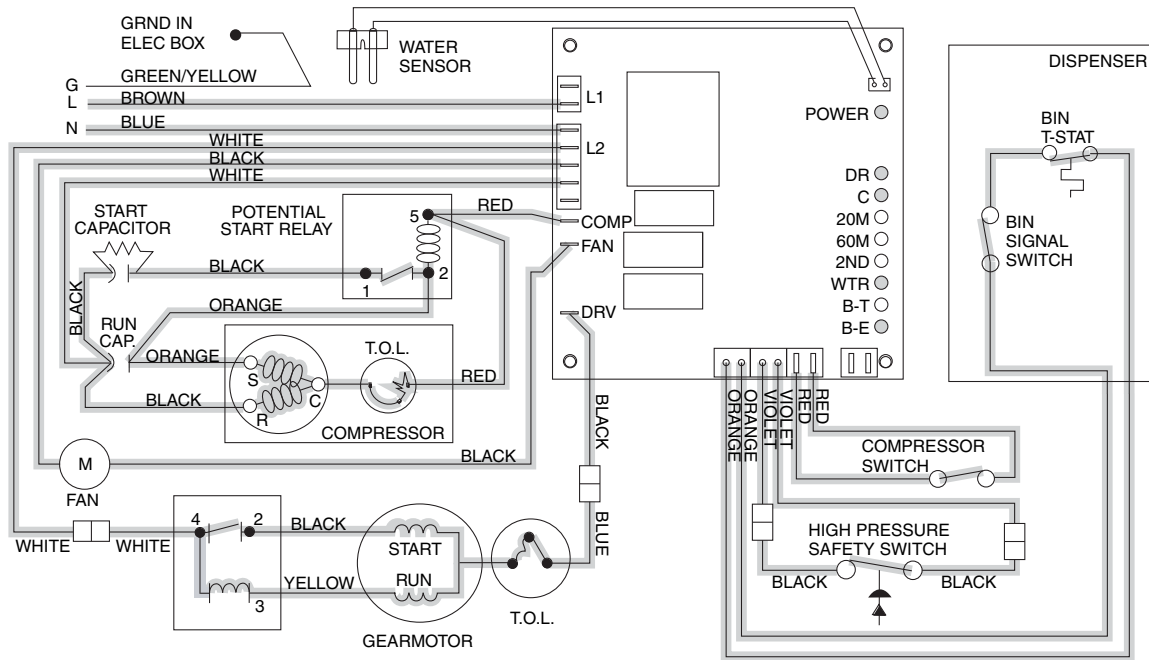 GRND IN
ELEC BOX
WATER
SENSOR
DISPENSER
G
GREEN/YELLOW
L
BROWN
L1
N
BLUE
POWER
BIN
T-STAT
WHITE
L2
BLACK
WHITE
DR
C
START
CAPACITOR
POTENTIAL
START RELAY
5
RED
COMP
20M
FAN
60M
BIN
SIGNAL
SWITCH
BLACK
1
2
2ND
WTR
ORANGE
B-T
BLACK
DRV
B-E
RUN
CAP.
T.O.L.
ORANGE
S
C
RED
BLACK
R
COMPRESSOR
ORANGE
ORANGE
VIOLET
VIOLET
RED
RED
BLACK
M
FAN
BLACK
COMPRESSOR
SWITCH
4
2
BLACK
START
BLUE
HIGH PRESSURE
SAFETY SWITCH
WHITE
WHITE
YELLOW
RUN
3
BLACK
BLACK
T.O.L.
GEARMOTOR